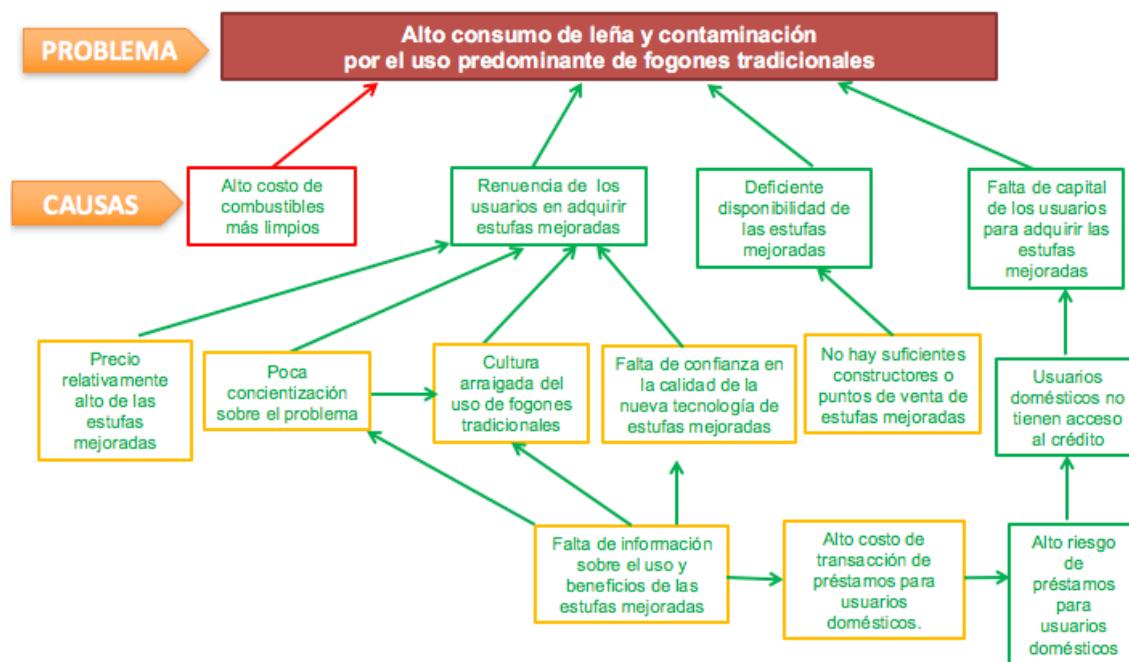 PROBLEMA
Alto consumo de leña y contaminación
por el uso predominante de fogones tradicionales
CAUSAS
Alto costo de
combustibles
más limpios
Renuencia de los
usuarios en adquirir
estufas mejoradas
Deficiente
disponibilidad de
las estufas
mejoradas
Falta de capital
de los usuarios
para adquirir las
estufas
mejoradas
Precio
relativamente
alto de las
estufas
mejoradas
Poca
concientización
sobre el problema
Cultura
arraigada del
uso de fogones
tradicionales
Falta de confianza en
la calidad de la
nueva tecnología de
estufas mejoradas
No hay suficientes
constructores o
puntos de venta de
estufas mejoradas
Usuarios
domésticos no
tienen acceso
al crédito
Falta de información
sobre el uso y
beneficios de las
estufas mejoradas
Alto costo de
transacción de
préstamos para
usuarios
domésticos.
Alto riesgo
de
préstamos
para
usuarios
domésticos